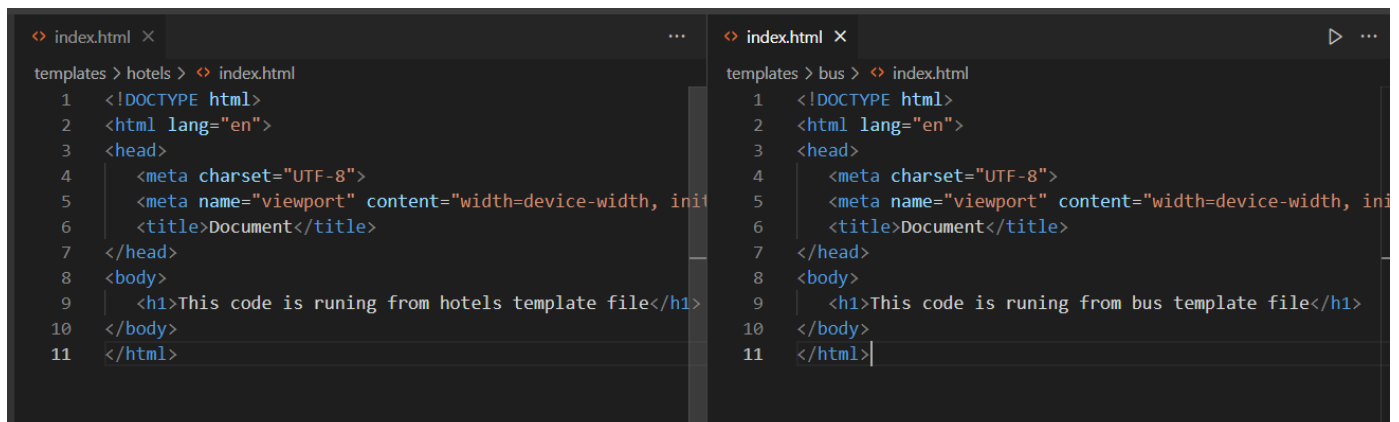 index.html
templates > hotels > index.html
1 <!DOCTYPE html>
2 <html lang="en">
3 <head>
4 <meta charset="UTF-8">
5 <meta name="viewport" content="width=device-width, init
6 <title>Document</title>
7 </head>
8 <body>
9 <h1>This code is runing from hotels template file</h1>
10 </body>
11 </html>
index.html
templates > bus > index.html
1 <!DOCTYPE html>
2 <html lang="en">
3 <head>
4 <meta charset="UTF-8">
5 <meta name="viewport" content="width=device-width, ini
6 <title>Document</title>
7 </head>
8 <body>
9 <h1>This code is runing from bus template file</h1>
10 </body>
11 </html>